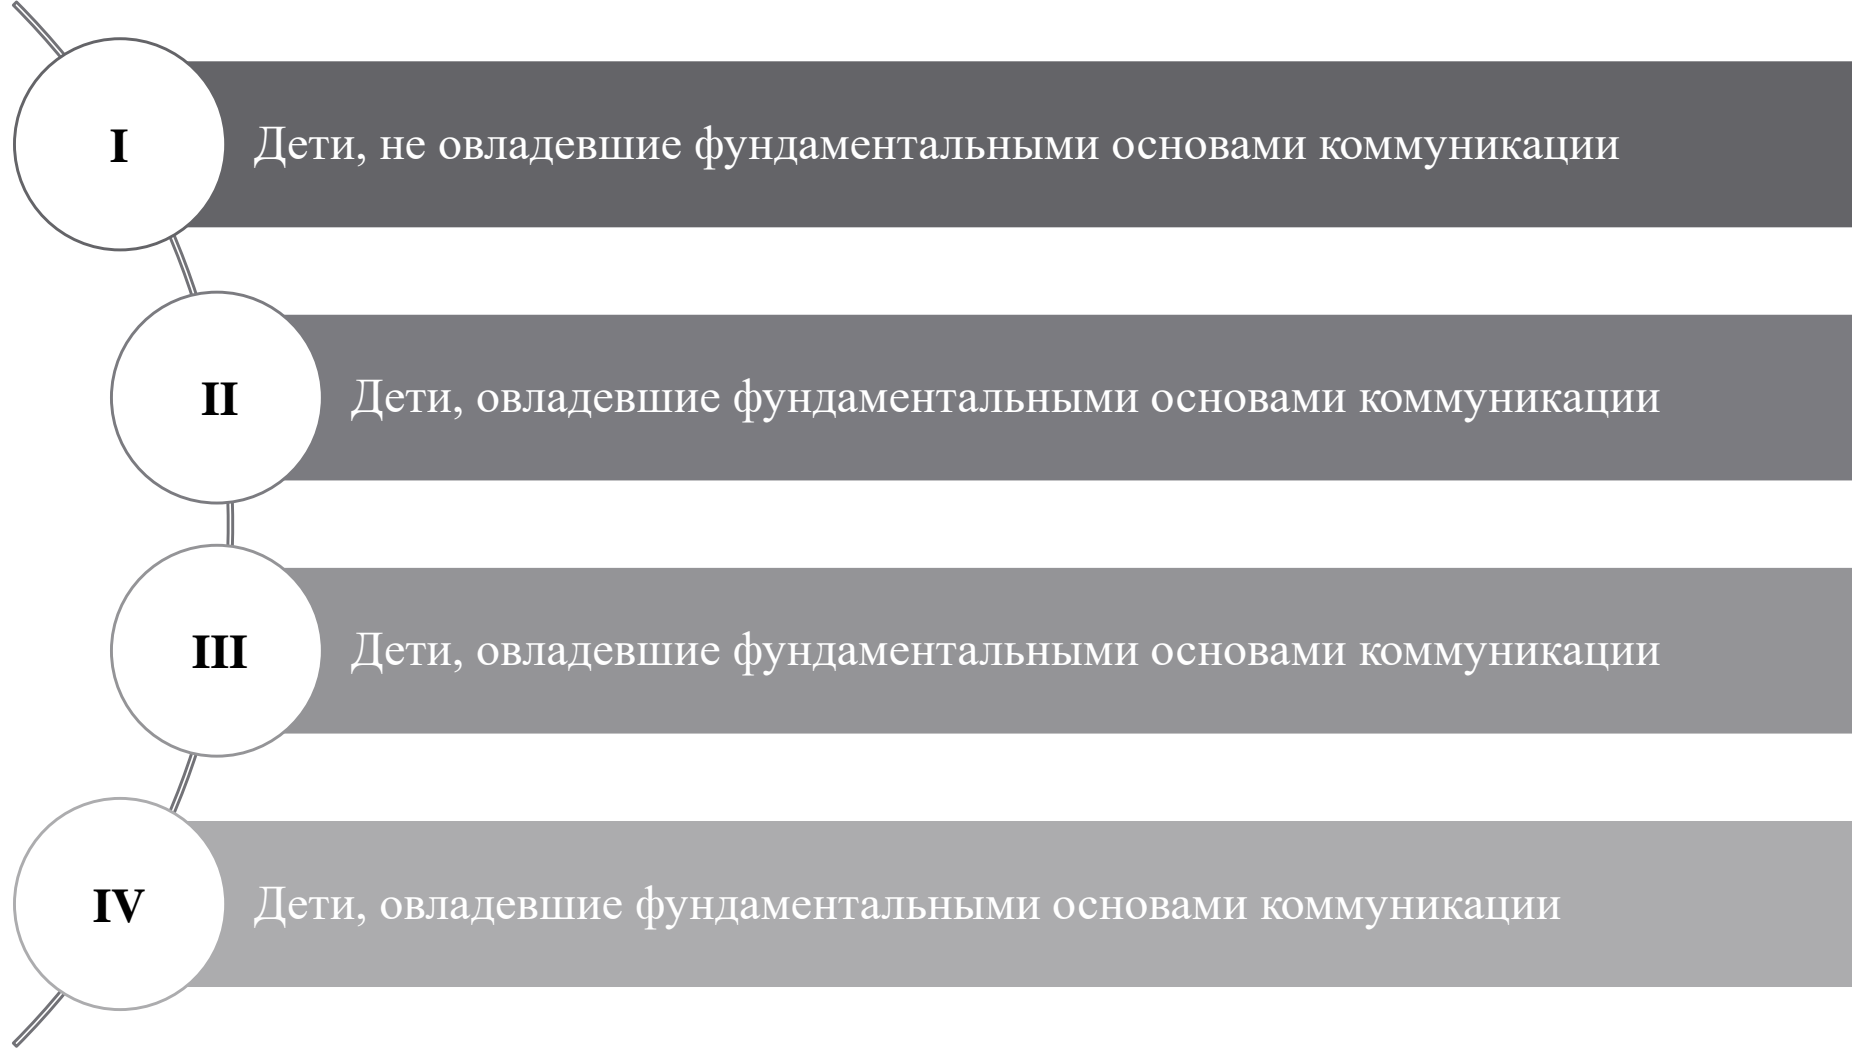 I
Дети, не овладевшие фундаментальными основами коммуникации
II
Дети, овладевшие фундаментальными основами коммуникации
III
Дети, овладевшие фундаментальными основами коммуникации
IV
Дети, овладевшие фундаментальными основами коммуникации